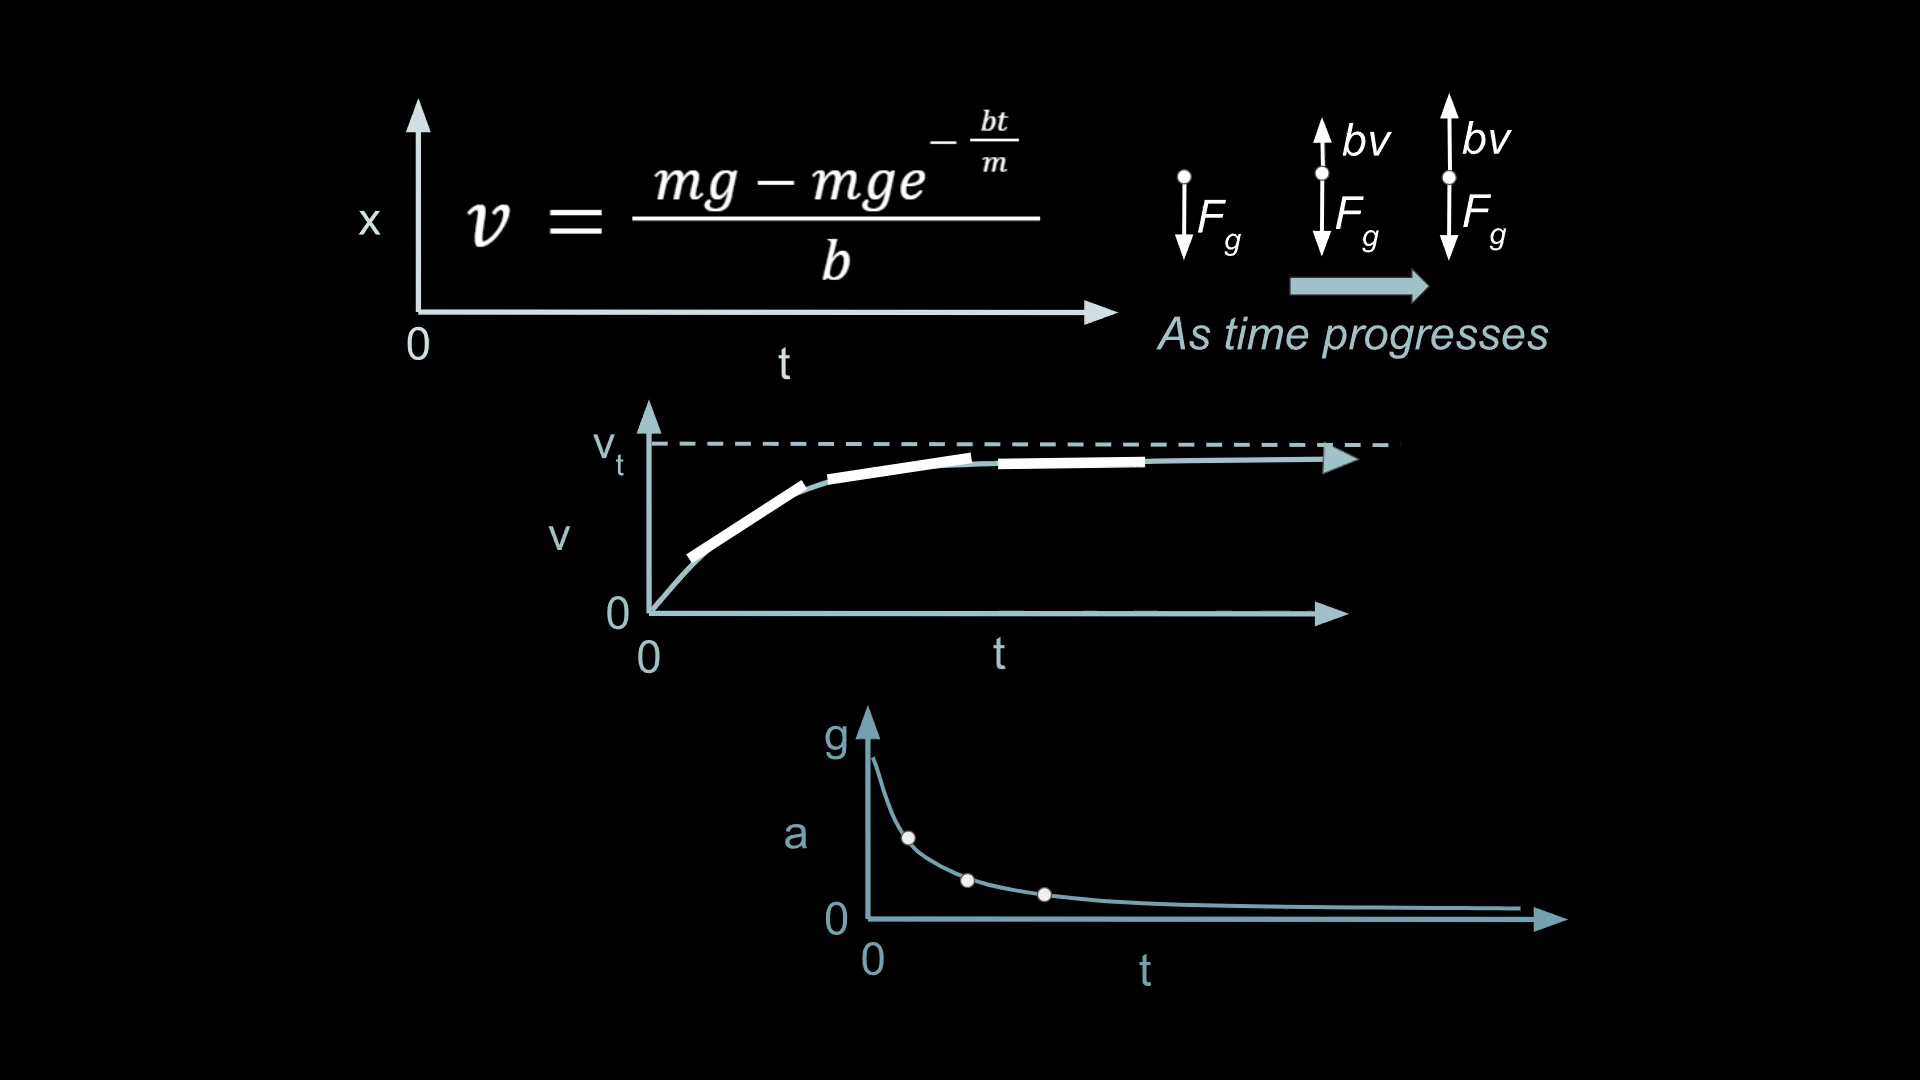 x
v = (mg − mge^(−bt/m)) / b
0
t
F_g
bv
F_g
bv
F_g
As time progresses
v_t
v
0
0
t
g
a
0
0
t